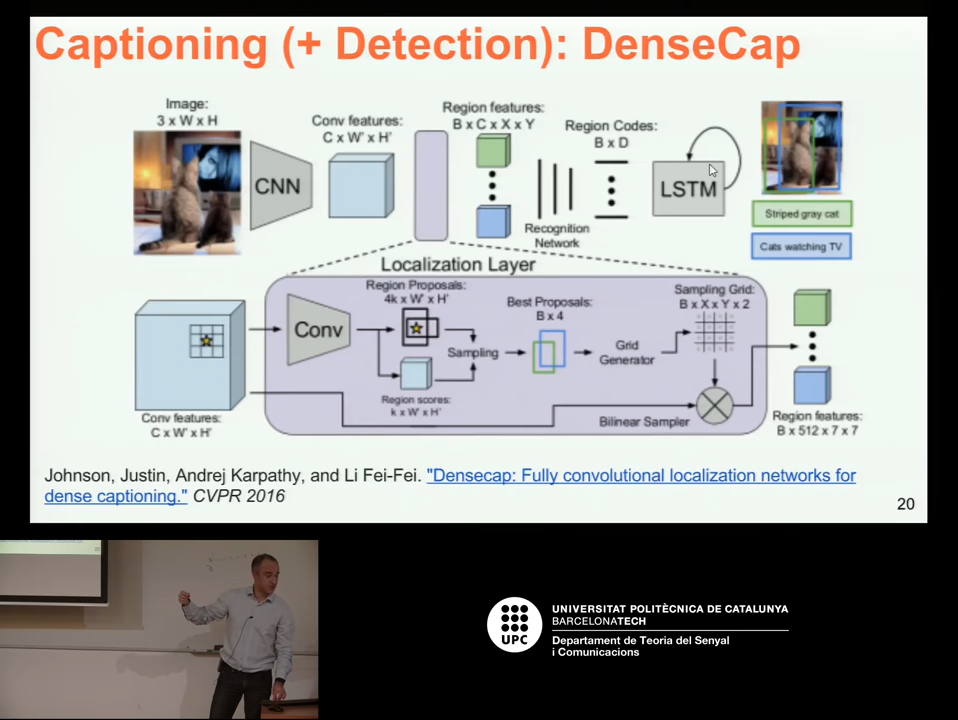 Captioning (+ Detection): DenseCap
Image:
3 x W x H
Conv features:
C x W' x H'
Region features:
B x C x X x Y
Region Codes:
B x D
CNN
LSTM
Recognition
Network
Striped gray cat
Cats watching TV
Localization Layer
Region Proposals:
4k x W' x H'
Best Proposals:
B x 4
Sampling Grid:
B x X x Y x 2
Conv
Sampling
Grid
Generator
Region scores:
k x W' x H'
Bilinear Sampler
Conv features:
C x W' x H'
Region features:
B x 512 x 7 x 7
Johnson, Justin, Andrej Karpathy, and Li Fei-Fei. "Densecap: Fully convolutional localization networks for
dense captioning." CVPR 2016
20
UPC
UNIVERSITAT POLITÈCNICA DE CATALUNYA
BARCELONATECH
Departament de Teoria del Senyal
i Comunicacions